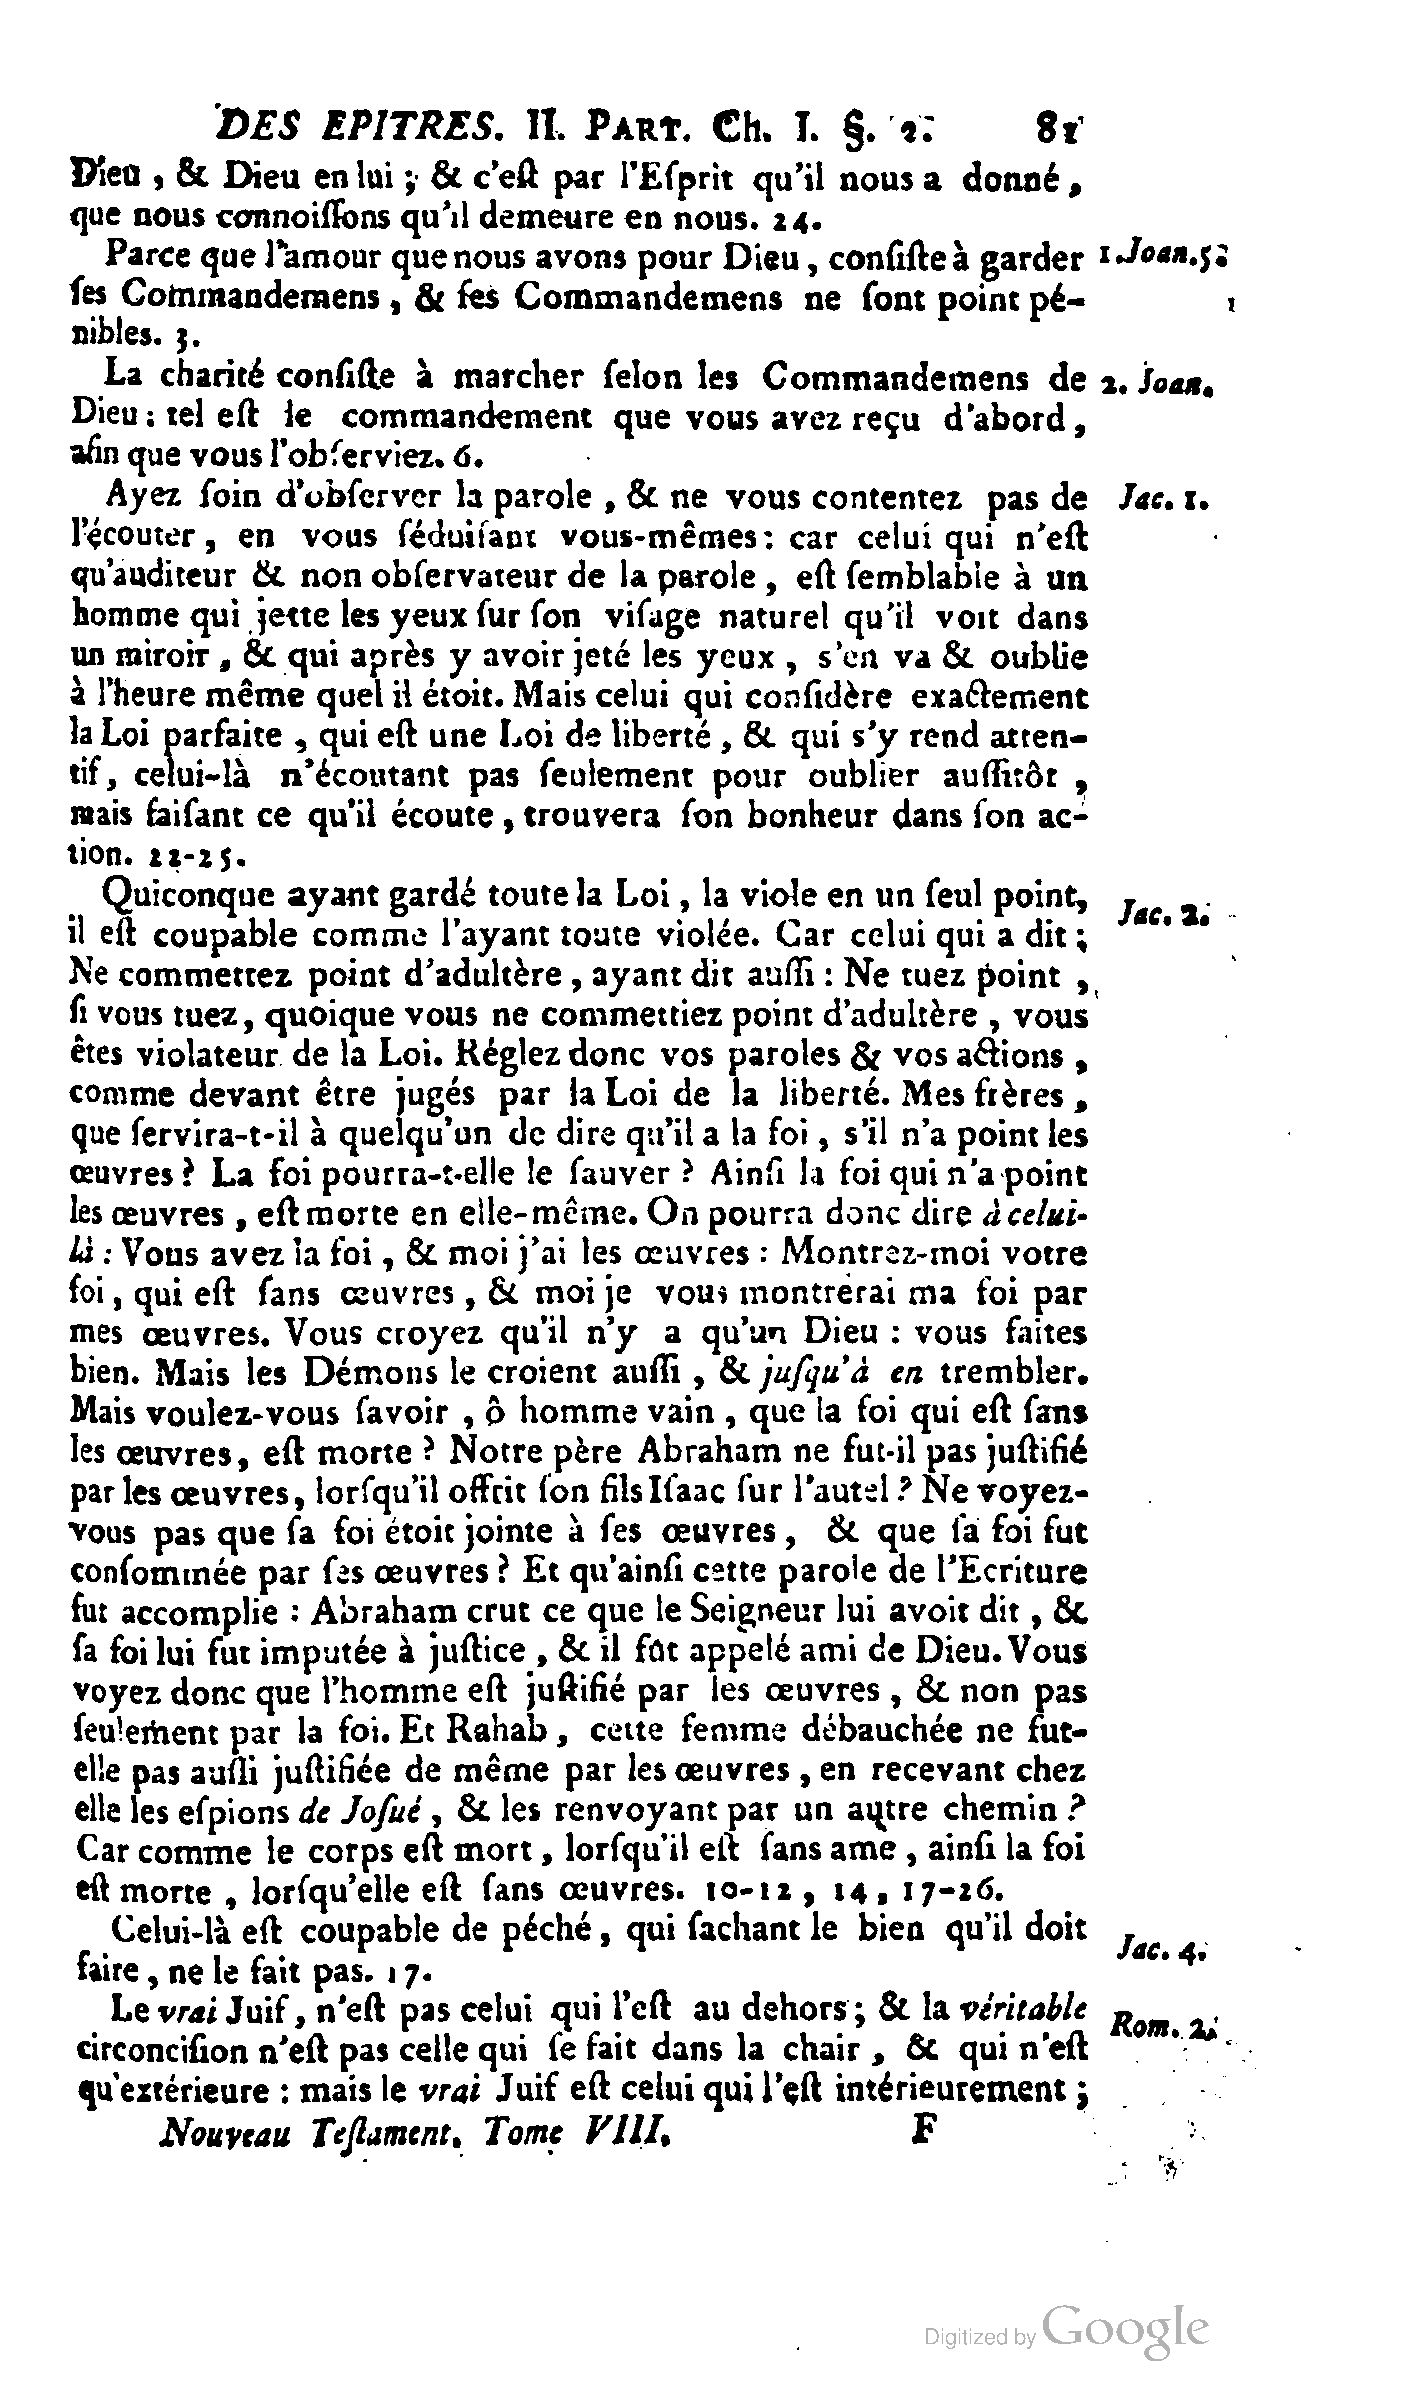 DES EPITRES. II. PART. Ch. I. §. 2. 81
Dieu , & Dieu en lui ; & c'eſt par l'Eſprit qu'il nous a donné ,
que nous connoiſſons qu'il demeure en nous. 24.
Parce que l'amour que nous avons pour Dieu , conſiſte à garder 1. Joan. 5.
ſes Commandemens , & ſes Commandemens ne ſont point pé-
nibles. 3.
La charité conſiſte à marcher ſelon les Commandemens de 2. Joan.
Dieu : tel eſt le commandement que vous avez reçu d'abord ,
afin que vous l'obſerviez. 6.
Ayez ſoin d'obſerver la parole , & ne vous contentez pas de Jac. 1.
l'écouter , en vous ſéduiſant vous-mêmes : car celui qui n'eſt
qu'auditeur & non obſervateur de la parole , eſt ſemblable à un
homme qui jette les yeux ſur ſon viſage naturel qu'il voit dans
un miroir , & qui après y avoir jeté les yeux , s'en va & oublie
à l'heure même quel il étoit. Mais celui qui conſidère exactement
la Loi parfaite , qui eſt une Loi de liberté , & qui s'y rend atten-
tif , celui-là n'écoutant pas ſeulement pour oublier auſſitôt ,
mais faiſant ce qu'il écoute , trouvera ſon bonheur dans ſon ac-
tion. 22-25.
Quiconque ayant gardé toute la Loi , la viole en un ſeul point, Jac. 2.
il eſt coupable comme l'ayant toute violée. Car celui qui a dit ;
Ne commettez point d'adultère , ayant dit auſſi : Ne tuez point ,
ſi vous tuez , quoique vous ne commettiez point d'adultère , vous
êtes violateur de la Loi. Réglez donc vos paroles & vos actions ,
comme devant être jugés par la Loi de la liberté. Mes frères ,
que ſervira-t-il à quelqu'un de dire qu'il a la foi , s'il n'a point les
œuvres ? La foi pourra-t-elle le ſauver ? Ainſi la foi qui n'a point
les œuvres , eſt morte en elle-même. On pourra donc dire à celui-
là : Vous avez la foi , & moi j'ai les œuvres : Montrez-moi votre
foi , qui eſt ſans œuvres , & moi je vous montrerai ma foi par
mes œuvres. Vous croyez qu'il n'y a qu'un Dieu : vous faites
bien. Mais les Démons le croient auſſi , & juſqu'à en trembler.
Mais voulez-vous ſavoir , ô homme vain , que la foi qui eſt ſans
les œuvres , eſt morte ? Notre père Abraham ne fut-il pas juſtifié
par les œuvres , lorſqu'il offrit ſon fils Iſaac ſur l'autel ? Ne voyez-
vous pas que ſa foi étoit jointe à ſes œuvres , & que ſa foi fut
conſommée par ſes œuvres ? Et qu'ainſi cette parole de l'Ecriture
fut accomplie : Abraham crut ce que le Seigneur lui avoit dit , &
ſa foi lui fut imputée à juſtice , & il fut appelé ami de Dieu. Vous
voyez donc que l'homme eſt juſtifié par les œuvres , & non pas
ſeulement par la foi. Et Rahab , cette femme débauchée ne fut-
elle pas auſſi juſtifiée de même par les œuvres , en recevant chez
elle les eſpions de Joſué , & les renvoyant par un autre chemin ?
Car comme le corps eſt mort , lorſqu'il eſt ſans ame , ainſi la foi
eſt morte , lorſqu'elle eſt ſans œuvres. 10-12 , 14 , 17-26.
Celui-là eſt coupable de péché , qui ſachant le bien qu'il doit Jac. 4.
faire , ne le fait pas. 17.
Le vrai Juif , n'eſt pas celui qui l'eſt au dehors ; & la véritable Rom. 2.
circonciſion n'eſt pas celle qui ſe fait dans la chair , & qui n'eſt
qu'extérieure : mais le vrai Juif eſt celui qui l'eſt intérieurement ;
Nouveau Teſtament. Tome VIII. F
Digitized by Google